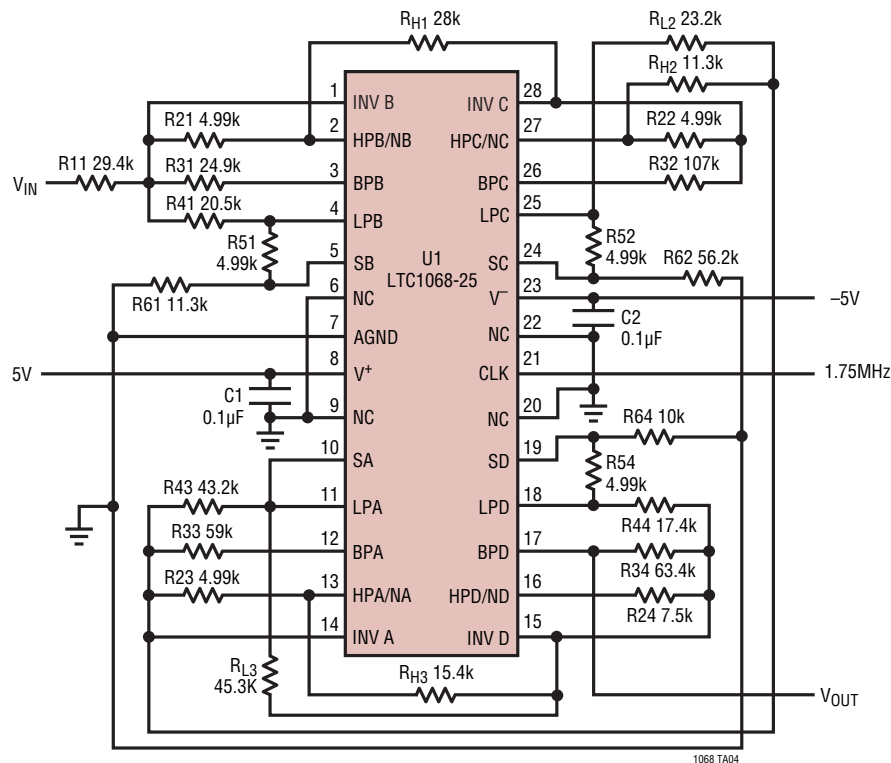 RH1 28k
RL2 23.2k
RH2 11.3k
1
INV B
INV C
28
R21 4.99k
2
HPB/NB
HPC/NC
27
R22 4.99k
R11 29.4k
R31 24.9k
3
BPB
BPC
26
R32 107k
VIN
R41 20.5k
4
LPB
LPC
25
R51
4.99k
5
SB
U1
LTC1068-25
SC
24
R52
4.99k
R62 56.2k
R61 11.3k
6
NC
V–
23
–5V
7
AGND
NC
22
C2
0.1µF
5V
8
V+
CLK
21
1.75MHz
C1
0.1µF
9
NC
NC
20
R64 10k
10
SA
SD
19
R54
4.99k
R43 43.2k
11
LPA
LPD
18
R44 17.4k
R33 59k
12
BPA
BPD
17
R34 63.4k
R23 4.99k
13
HPA/NA
HPD/ND
16
R24 7.5k
14
INV A
INV D
15
RL3
45.3K
RH3 15.4k
VOUT
1068 TA04